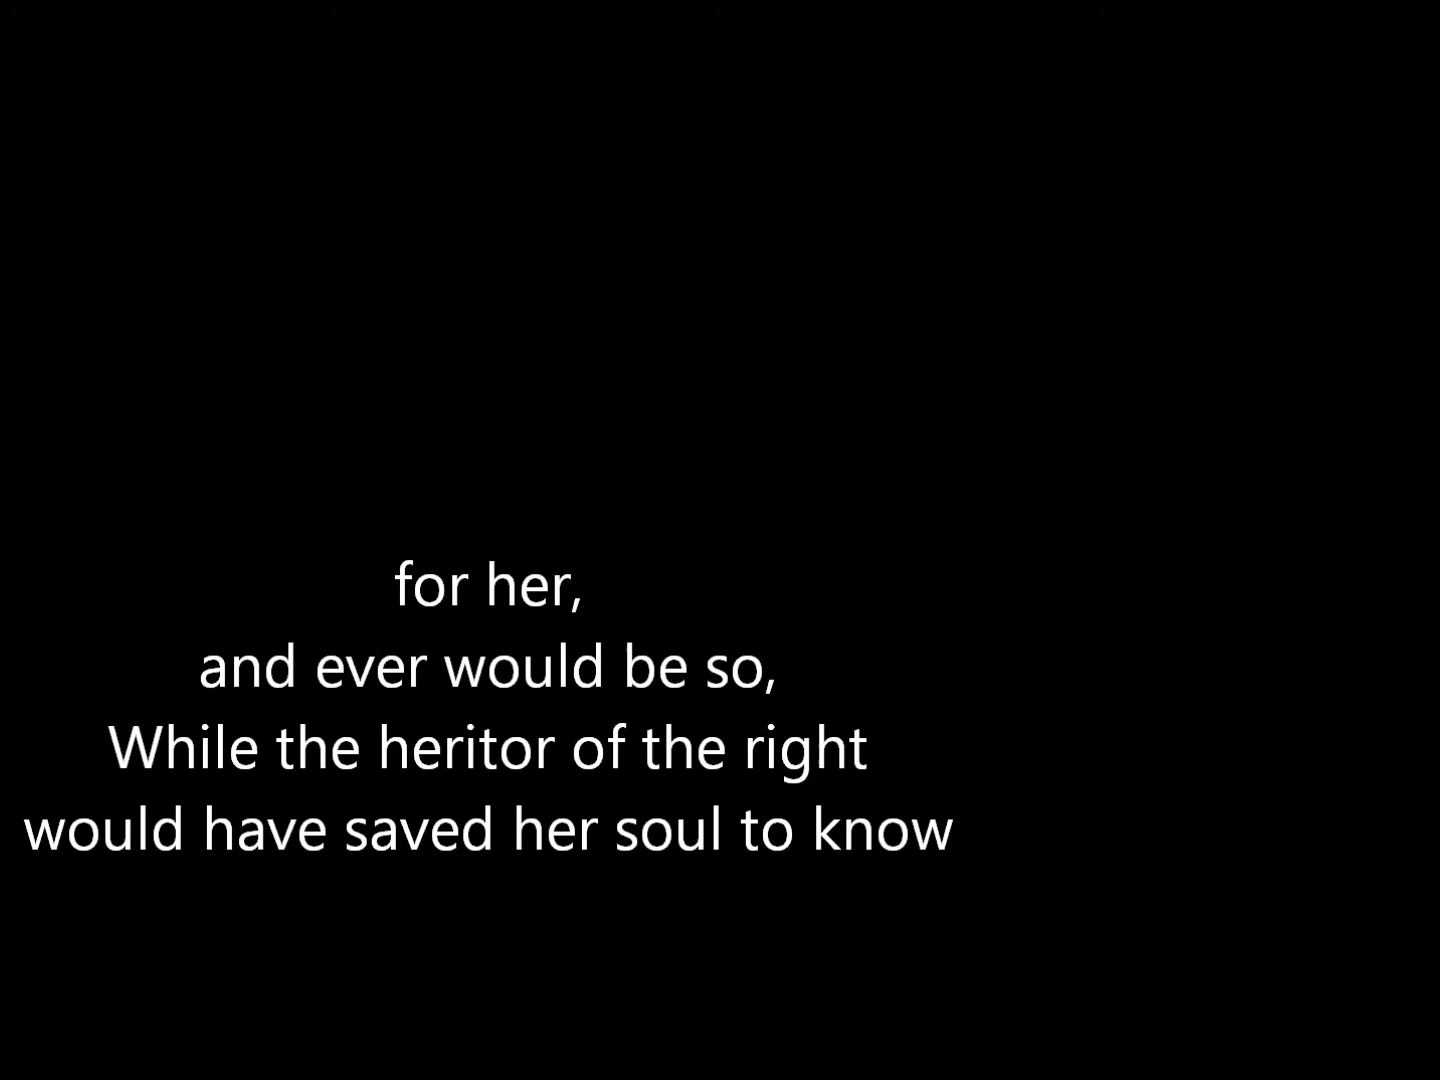 for her,
and ever would be so,
While the heritor of the right
would have saved her soul to know